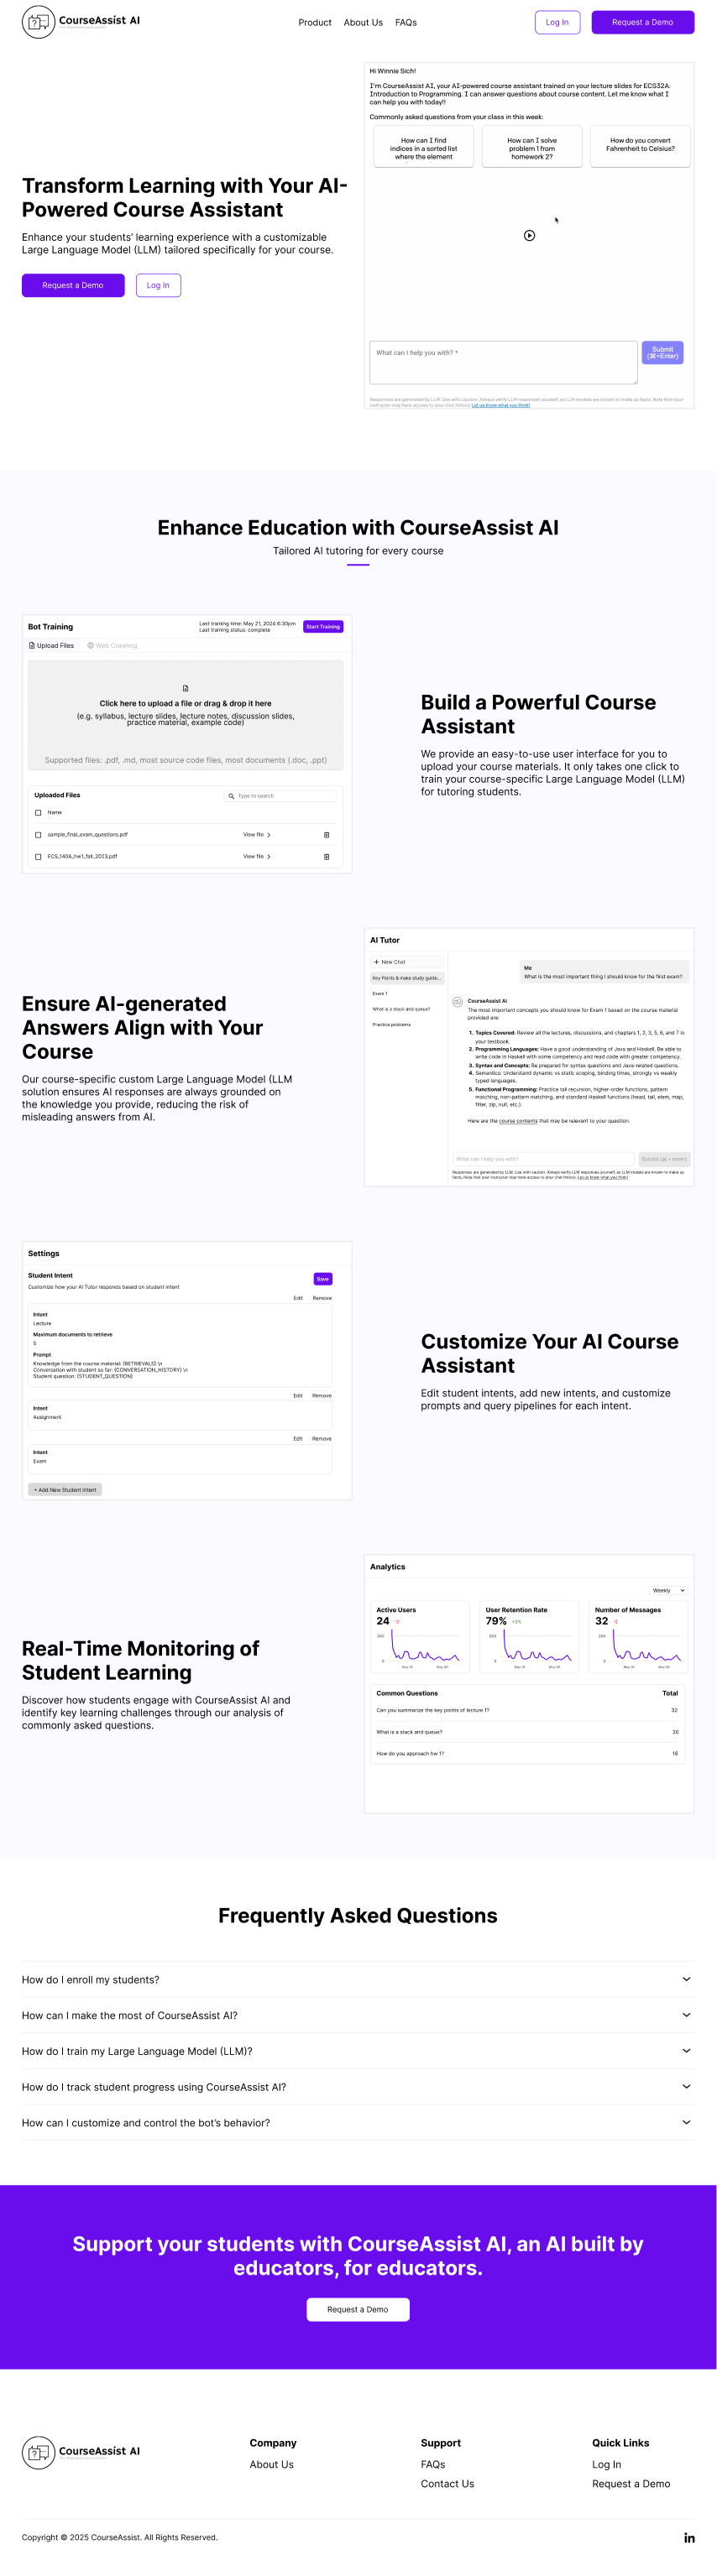 CourseAssist AI
Product About Us FAQs
Log In
Request a Demo
Transform Learning with Your AI-
Powered Course Assistant
Enhance your students’ learning experience with a customizable
Large Language Model (LLM) tailored specifically for your course.
Request a Demo
Log In
Hi Winnie Sich!
I'm CourseAssist AI, your AI-powered course assistant trained on your lecture slides for ECS32A:
Introduction to Programming. I can answer questions about course content. Let me know what I
can help you with today!!
Commonly asked questions from your class in this week:
How can I find
indices in a sorted list
where the element
How can I solve
problem 1 from
homework 2?
How do you convert
Fahrenheit to Celsius?
What can I help you with? *
Submit
(⌘+Enter)
Responses are generated by LLM. Use with caution. Always verify LLM responses yourself, as LLM models are known to make up facts. Note that your
instructor may have access to your chat history. Let us know what you think!
Enhance Education with CourseAssist AI
Tailored AI tutoring for every course
Bot Training
Last training time: May 21, 2024 6:30pm
Last training status: complete
Start Training
Upload Files
Web Crawling
Click here to upload a file or drag & drop it here
(e.g. syllabus, lecture slides, lecture notes, discussion slides,
practice material, example code)
Supported files: .pdf, .md, most source code files, most documents (.doc, .ppt)
Uploaded Files
Type to search
Name
sample_final_exam_questions.pdf
View file
ECS_140A_hw1_fall_2023.pdf
View file
Build a Powerful Course
Assistant
We provide an easy-to-use user interface for you to
upload your course materials. It only takes one click to
train your course-specific Large Language Model (LLM)
for tutoring students.
Ensure AI-generated
Answers Align with Your
Course
Our course-specific custom Large Language Model (LLM
solution ensures AI responses are always grounded on
the knowledge you provide, reducing the risk of
misleading answers from AI.
AI Tutor
+ New Chat
Key Points & make study guide...
Exam 1
What is a stack and queue?
Practice problems
Me
What is the most important thing I should know for the first exam?
CourseAssist AI
The most important concepts you should know for Exam 1 based on the course material
provided are:
1. Topics Covered: Review all the lectures, discussions, and chapters 1, 2, 3, 5, 6, and 7 in
your textbook.
2. Programming Languages: Have a good understanding of Java and Haskell. Be able to
write code in Haskell with some competency and read code with greater competency.
3. Syntax and Concepts: Be prepared for syntax questions and Java-related questions.
4. Semantics: Understand dynamic vs static scoping, binding times, strongly vs weakly
typed languages.
5. Functional Programming: Practice tail recursion, higher-order functions, pattern
matching, non-pattern matching, and standard Haskell functions (head, tail, elem, map,
filter, zip, null, etc.).
Here are the course contents that may be relevant to your question.
What can I help you with?
Submit (⌘ + enter)
Responses are generated by LLM. Use with caution. Always verify LLM responses yourself, as LLM models are known to make up
facts. Note that your instructor may have access to your chat history. Let us know what you think!
Settings
Student Intent
Customize how your AI Tutor responds based on student intent
Save
Edit Remove
Intent
Lecture
Maximum documents to retrieve
5
Prompt
Knowledge from the course material: {RETRIEVALS} \n
Conversation with student so far: {CONVERSATION_HISTORY} \n
Student question: {STUDENT_QUESTION}
Edit Remove
Intent
Assignment
Edit Remove
Intent
Exam
+ Add New Student Intent
Customize Your AI Course
Assistant
Edit student intents, add new intents, and customize
prompts and query pipelines for each intent.
Real-Time Monitoring of
Student Learning
Discover how students engage with CourseAssist AI and
identify key learning challenges through our analysis of
commonly asked questions.
Analytics
Weekly
Active Users
24 -2
User Retention Rate
79% +3%
Number of Messages
32 -2
Common Questions Total
Can you summarize the key points of lecture 1? 32
What is a stack and queue? 30
How do you approach hw 1? 16
Frequently Asked Questions
How do I enroll my students?
How can I make the most of CourseAssist AI?
How do I train my Large Language Model (LLM)?
How do I track student progress using CourseAssist AI?
How can I customize and control the bot’s behavior?
Support your students with CourseAssist AI, an AI built by
educators, for educators.
Request a Demo
CourseAssist AI
Company
About Us
Support
FAQs
Contact Us
Quick Links
Log In
Request a Demo
Copyright © 2025 CourseAssist. All Rights Reserved.
in